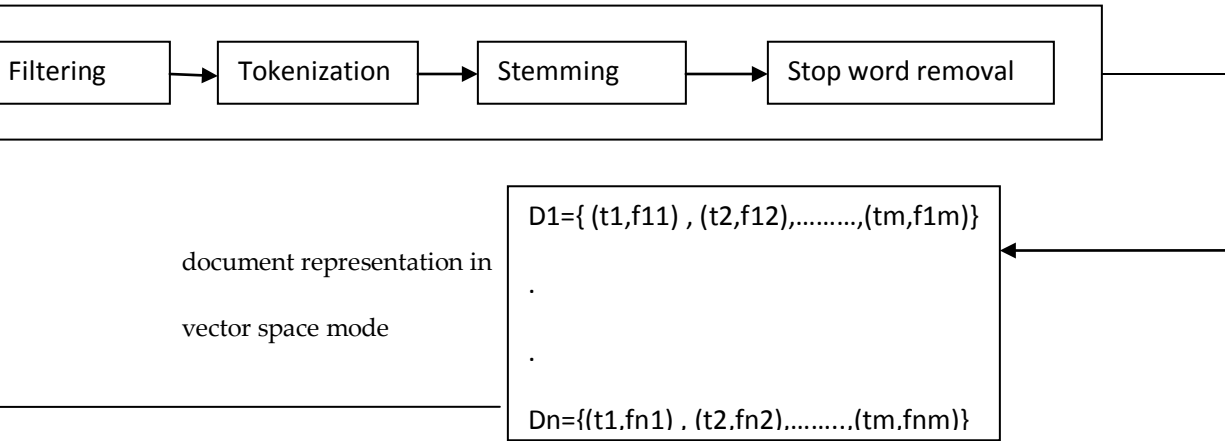 Filtering Tokenization Stemming Stop word removal
D1={ (t1,f11) , (t2,f12),………,(tm,f1m)}
document representation in
.
vector space mode
.
Dn={(t1,fn1) , (t2,fn2),……..,(tm,fnm)}